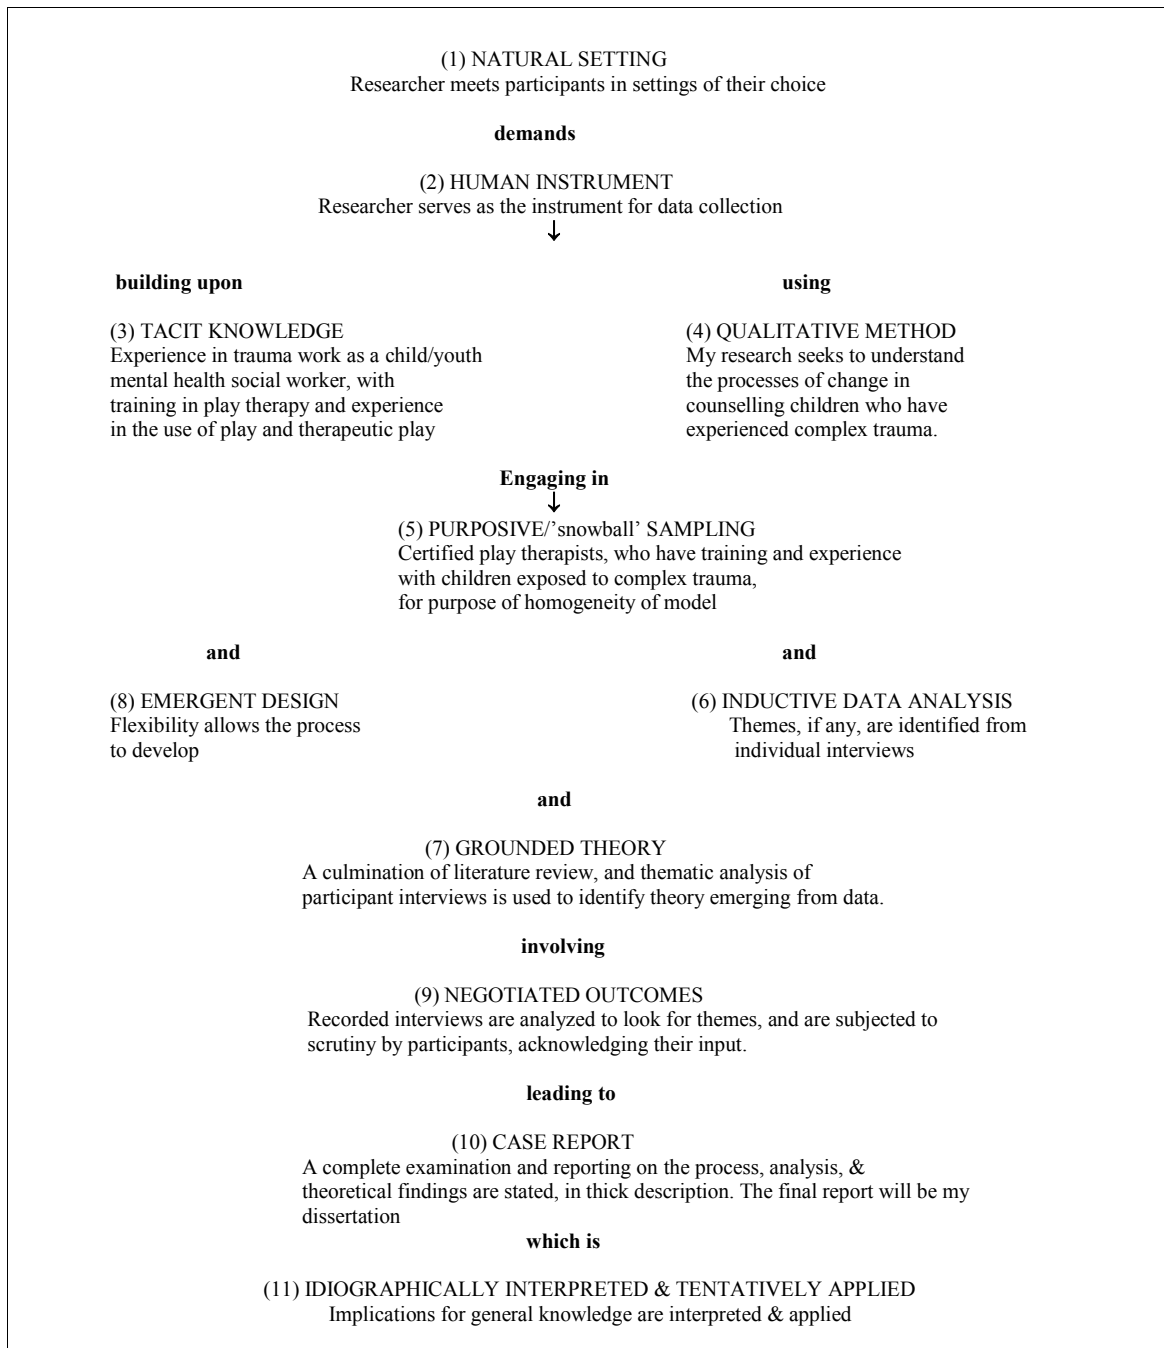 (1) NATURAL SETTING
Researcher meets participants in settings of their choice
demands
(2) HUMAN INSTRUMENT
Researcher serves as the instrument for data collection
↓
building upon
(3) TACIT KNOWLEDGE
Experience in trauma work as a child/youth
mental health social worker, with
training in play therapy and experience
in the use of play and therapeutic play
using
(4) QUALITATIVE METHOD
My research seeks to understand
the processes of change in
counselling children who have
experienced complex trauma.
Engaging in
↓
(5) PURPOSIVE/'snowball' SAMPLING
Certified play therapists, who have training and experience
with children exposed to complex trauma,
for purpose of homogeneity of model
and
(8) EMERGENT DESIGN
Flexibility allows the process
to develop
and
(6) INDUCTIVE DATA ANALYSIS
Themes, if any, are identified from
individual interviews
and
(7) GROUNDED THEORY
A culmination of literature review, and thematic analysis of
participant interviews is used to identify theory emerging from data.
involving
(9) NEGOTIATED OUTCOMES
Recorded interviews are analyzed to look for themes, and are subjected to
scrutiny by participants, acknowledging their input.
leading to
(10) CASE REPORT
A complete examination and reporting on the process, analysis, &
theoretical findings are stated, in thick description. The final report will be my
dissertation
which is
(11) IDIOGRAPHICALLY INTERPRETED & TENTATIVELY APPLIED
Implications for general knowledge are interpreted & applied